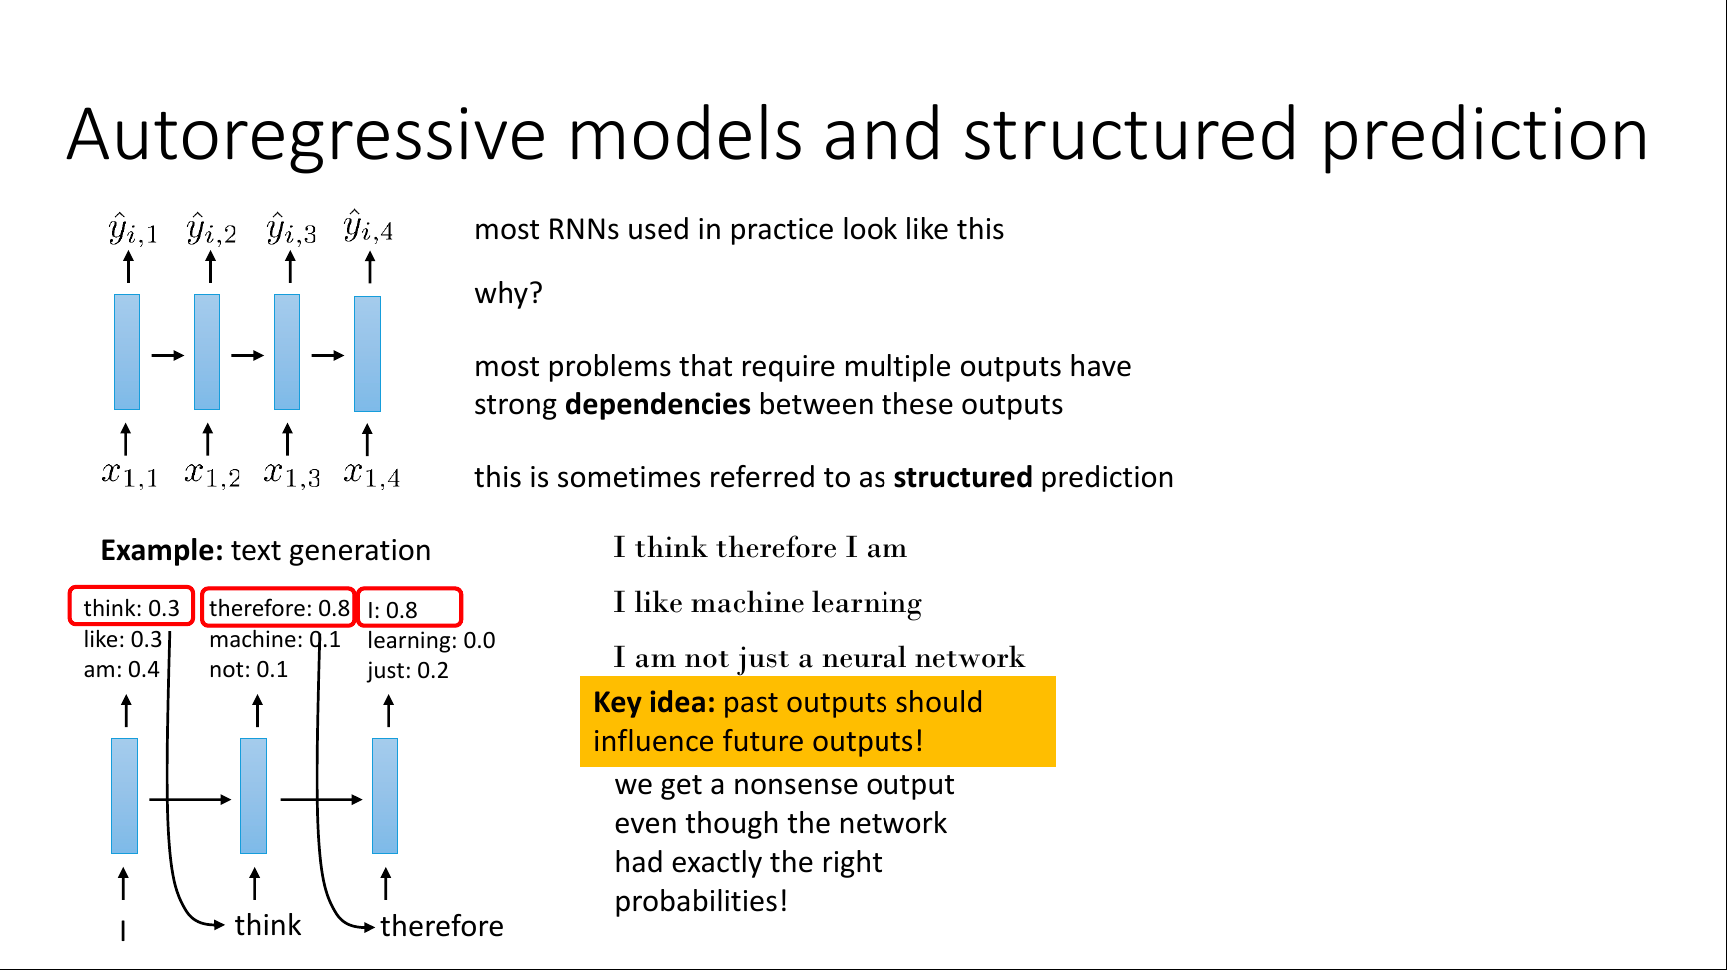 Autoregressive models and structured prediction
ŷ_{i,1} ŷ_{i,2} ŷ_{i,3} ŷ_{i,4}
x_{1,1} x_{1,2} x_{1,3} x_{1,4}
most RNNs used in practice look like this
why?
most problems that require multiple outputs have
strong dependencies between these outputs
this is sometimes referred to as structured prediction
Example: text generation
think: 0.3
like: 0.3
am: 0.4
therefore: 0.8
machine: 0.1
not: 0.1
I: 0.8
learning: 0.0
just: 0.2
I
think
therefore
I think therefore I am
I like machine learning
I am not just a neural network
Key idea: past outputs should
influence future outputs!
we get a nonsense output
even though the network
had exactly the right
probabilities!